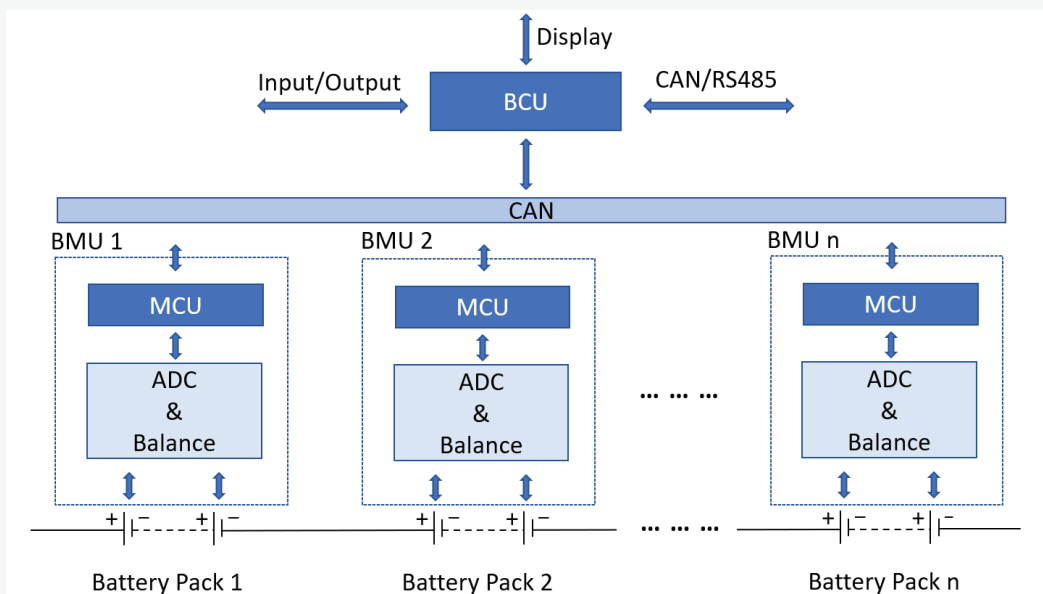 Display
Input/Output
BCU
CAN/RS485
CAN
BMU 1
BMU 2
BMU n
MCU
MCU
MCU
ADC
&
Balance
ADC
&
Balance
... ... ...
ADC
&
Balance
+ − + −
+ − + −
... ... ...
+ − + −
Battery Pack 1
Battery Pack 2
Battery Pack n